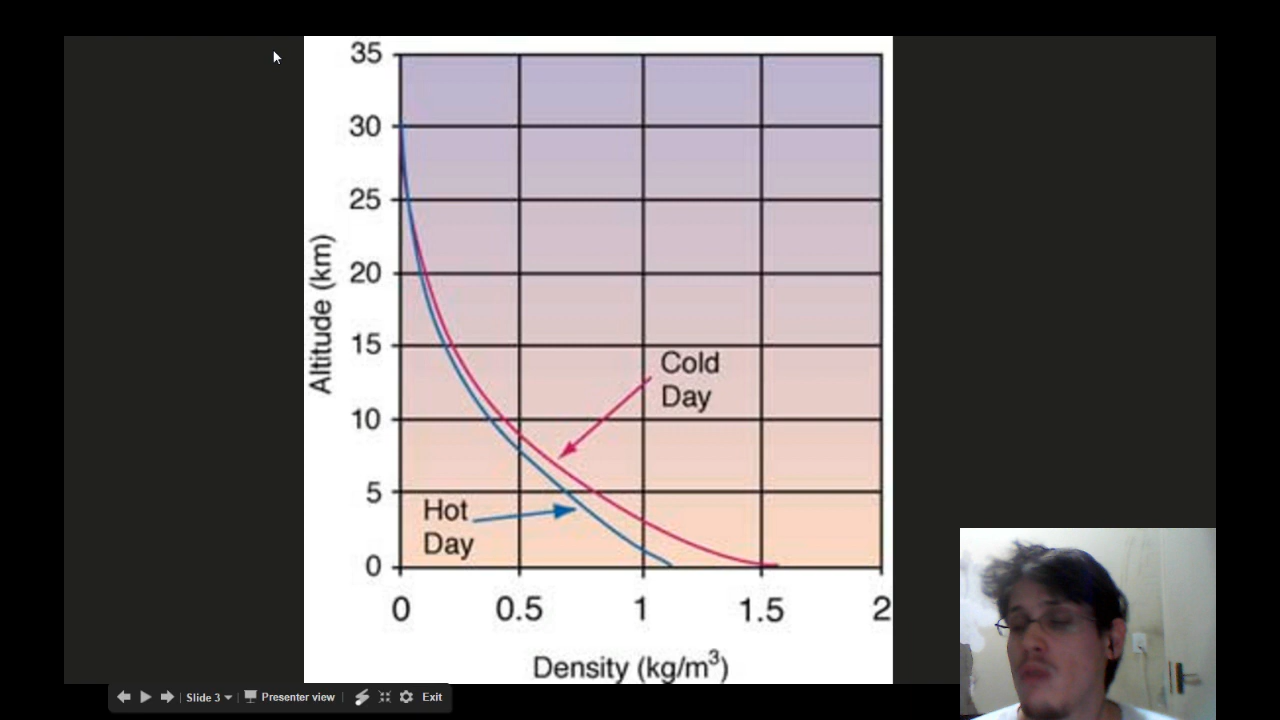 35
30
25
20
15
10
5
0
Altitude (km)
Cold
Day
Hot
Day
0 0.5 1 1.5 2
Density (kg/m³)
Slide 3 Presenter view Exit